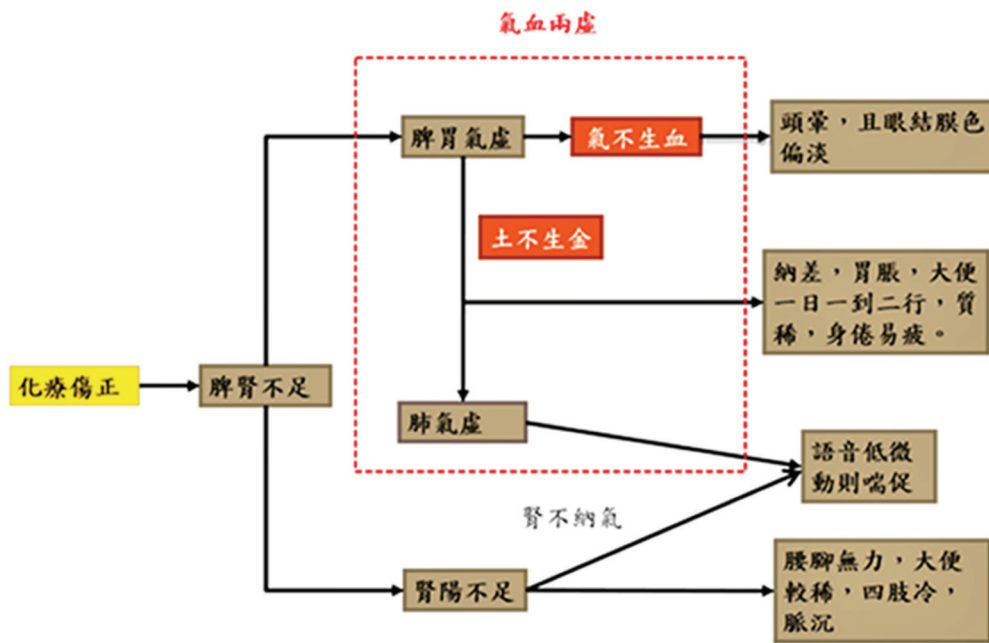 氣血兩虛
脾胃氣虛
氣不生血
頭暈，且眼結膜色
偏淡
土不生金
納差，胃脹，大便
一日一到二行，質
稀，身倦易疲。
化療傷正
脾腎不足
肺氣虛
語音低微
動則喘促
腎不納氣
腎陽不足
腰腳無力，大便
較稀，四肢冷，
脈沉